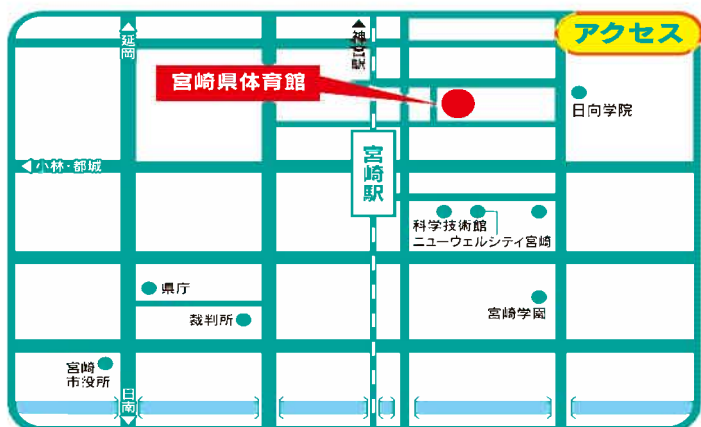 アクセス
▲延岡
▲神宮駅
宮崎県体育館
日向学院
◀小林・都城
宮崎駅
科学技術館
ニューウェルシティ宮崎
県庁
裁判所
宮崎学園
宮崎
市役所
日南▼